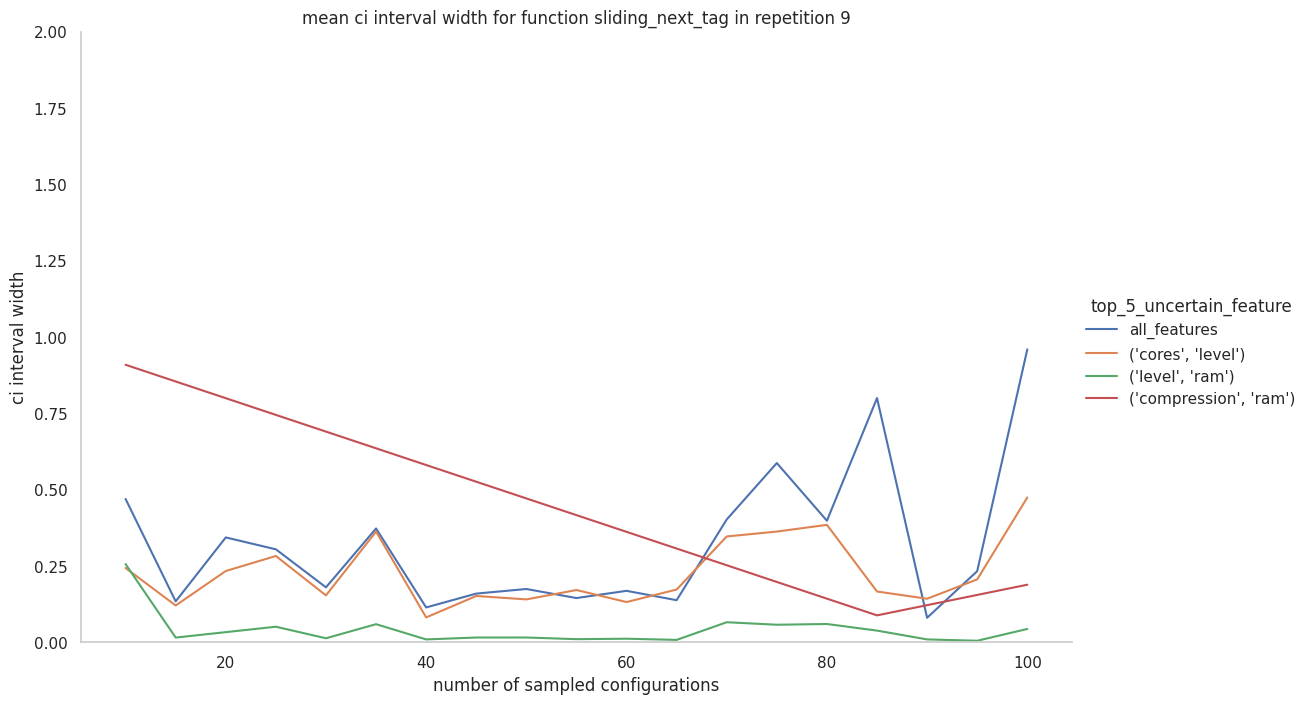 mean ci interval width for function sliding_next_tag in repetition 9
2.00
1.75
1.50
1.25
1.00
0.75
0.50
0.25
0.00
ci interval width
20 40 60 80 100
number of sampled configurations
top_5_uncertain_feature
all_features
('cores', 'level')
('level', 'ram')
('compression', 'ram')